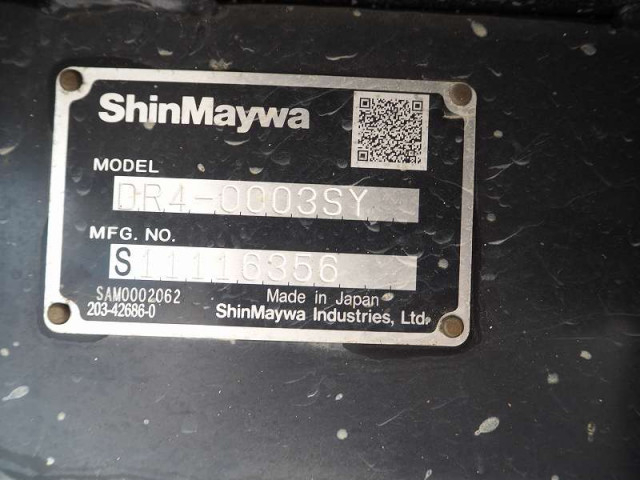 ShinMaywa
MODEL
DR4-0003SY
MFG. NO.
S11116356
SAM0002062
Made in Japan
203-42686-0
ShinMaywa Industries, Ltd.